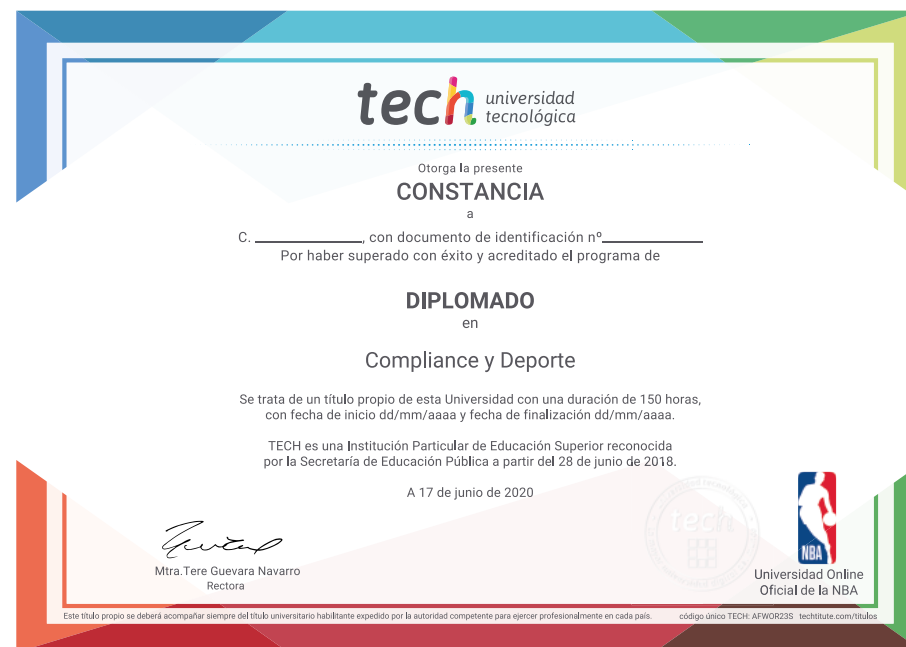 tech universidad
tecnológica
Otorga la presente
CONSTANCIA
a
C. ____________, con documento de identificación nº____________
Por haber superado con éxito y acreditado el programa de
DIPLOMADO
en
Compliance y Deporte
Se trata de un título propio de esta Universidad con una duración de 150 horas,
con fecha de inicio dd/mm/aaaa y fecha de finalización dd/mm/aaaa.
TECH es una Institución Particular de Educación Superior reconocida
por la Secretaría de Educación Pública a partir del 28 de junio de 2018.
A 17 de junio de 2020
tech
NBA
Mtra.Tere Guevara Navarro
Rectora
Universidad Online
Oficial de la NBA
Este título propio se deberá acompañar siempre del título universitario habilitante expedido por la autoridad competente para ejercer profesionalmente en cada país.
código único TECH: AFWOR23S techtitute.com/titulos